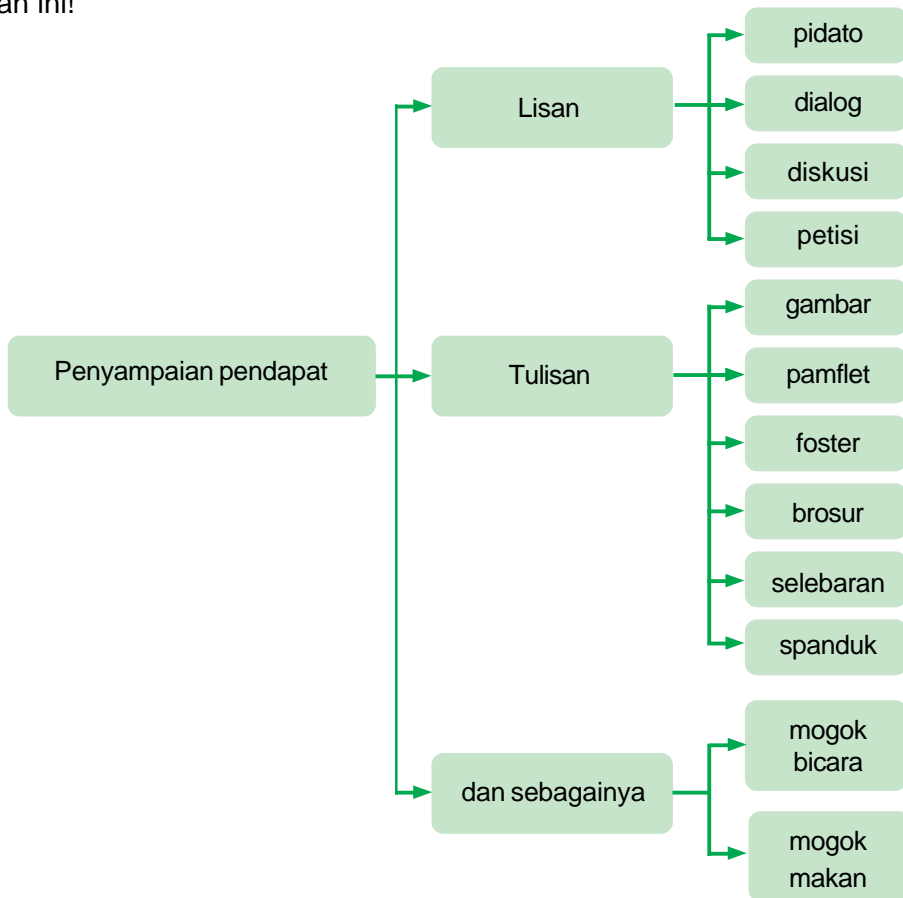 an ini!
Penyampaian pendapat
Lisan
pidato
dialog
diskusi
petisi
Tulisan
gambar
pamflet
foster
brosur
selebaran
spanduk
dan sebagainya
mogok
bicara
mogok
makan